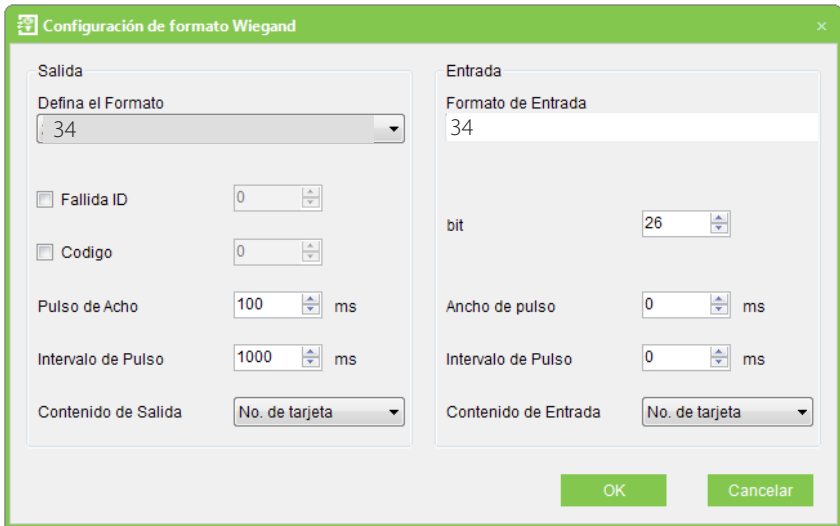 Configuración de formato Wiegand
Salida
Defina el Formato
34
Fallida ID 0
Codigo 0
Pulso de Acho 100 ms
Intervalo de Pulso 1000 ms
Contenido de Salida No. de tarjeta
Entrada
Formato de Entrada
34
bit 26
Ancho de pulso 0 ms
Intervalo de Pulso 0 ms
Contenido de Entrada No. de tarjeta
OK Cancelar